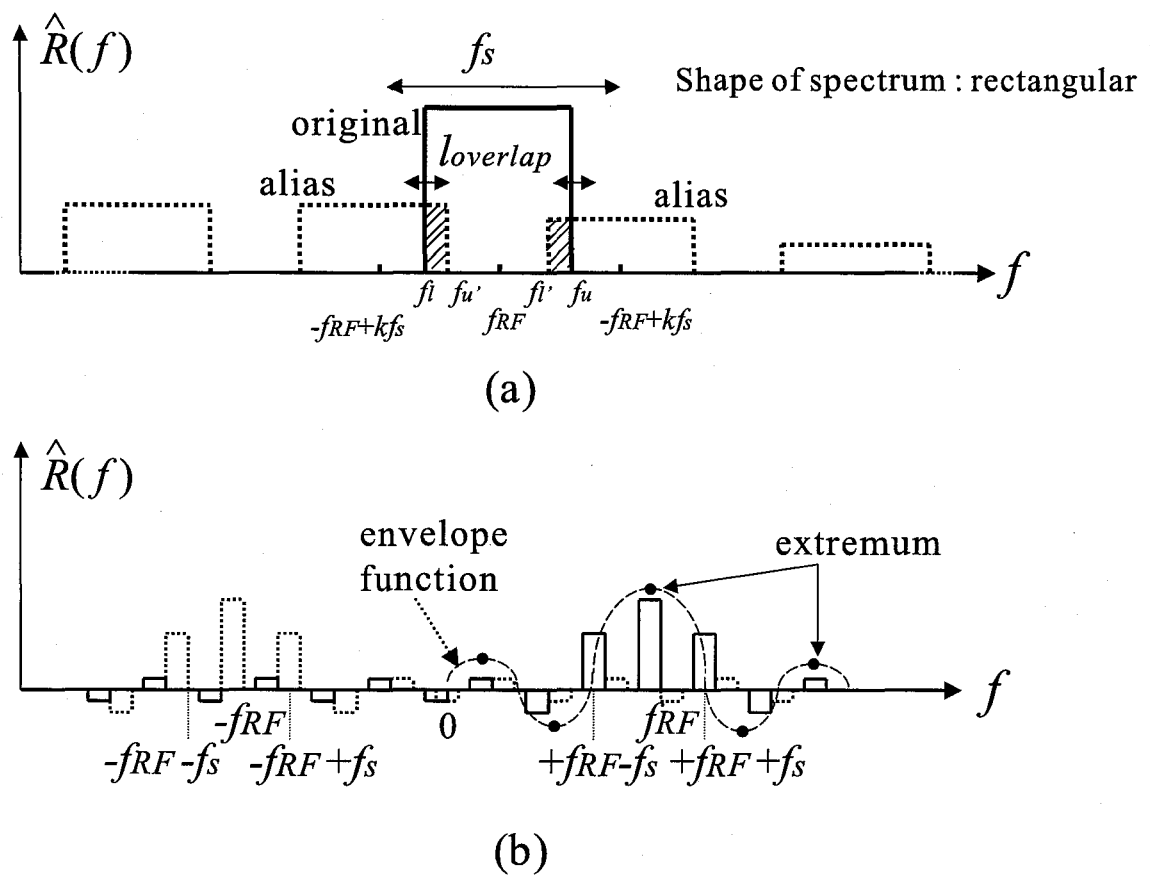 R̂(f)
fs
Shape of spectrum : rectangular
original
loverlap
alias
alias
f
fl fu' fRF fl' fu
-fRF+kfs -fRF+kfs
(a)
R̂(f)
envelope
function
extremum
f
-fRF 0 fRF
-fRF -fs -fRF +fs +fRF-fs +fRF +fs
(b)